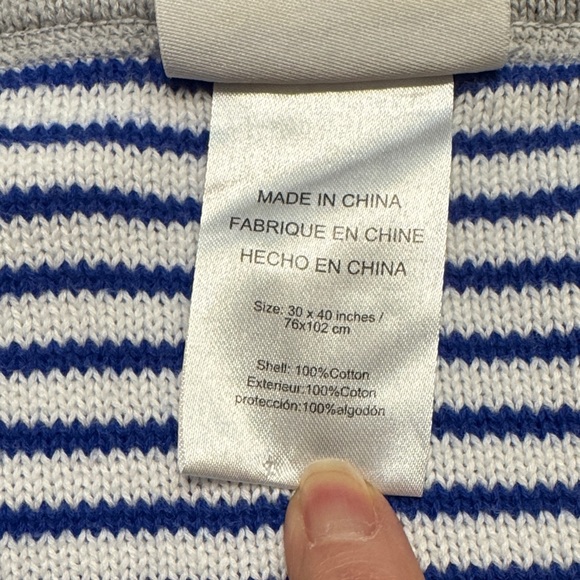 MADE IN CHINA
FABRIQUE EN CHINE
HECHO EN CHINA
Size: 30 x 40 inches /
76x102 cm
Shell: 100%Cotton
Exterieur:100%Coton
protección:100%algodón